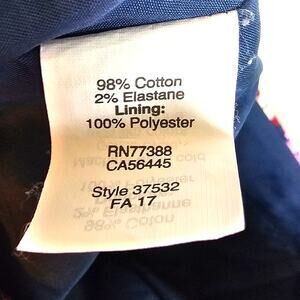 98% Cotton
2% Elastane
Lining:
100% Polyester
RN77388
CA56445
Style 37532
FA 17